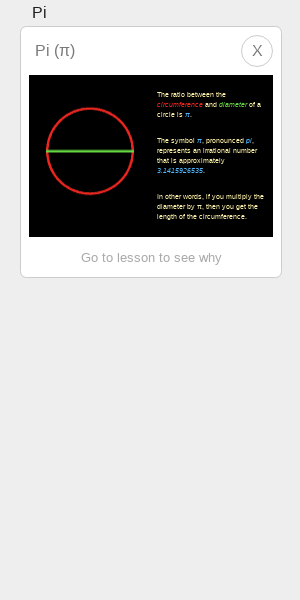 Pi
Pi (π)
X
The ratio between the
circumference and diameter of a
circle is π.
The symbol π, pronounced pi,
represents an irrational number
that is approximately
3.1415926535.
In other words, if you multiply the
diameter by π, then you get the
length of the circumference.
Go to lesson to see why